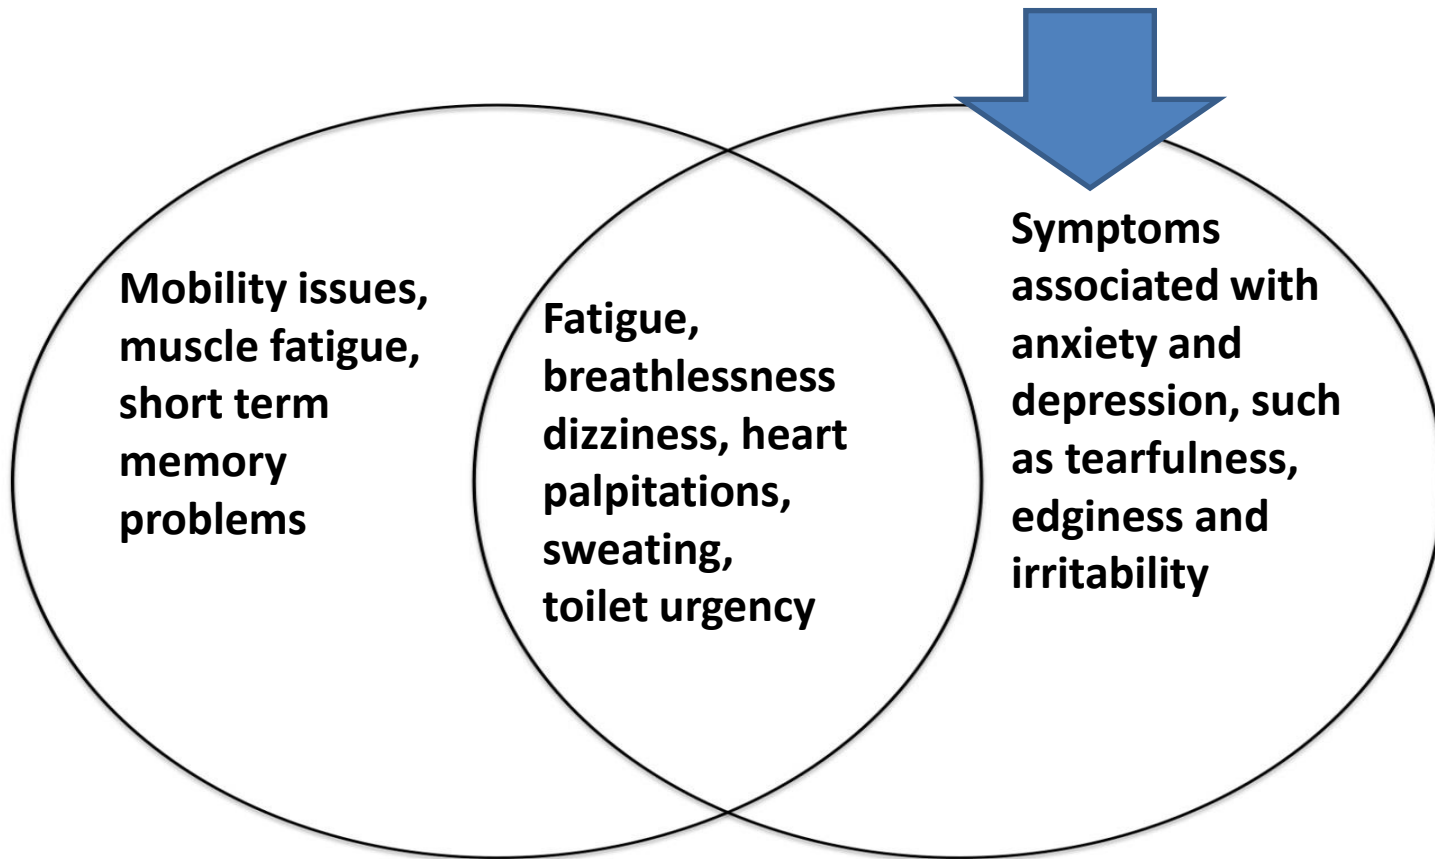 Mobility issues,
muscle fatigue,
short term
memory
problems
Fatigue,
breathlessness
dizziness, heart
palpitations,
sweating,
toilet urgency
Symptoms
associated with
anxiety and
depression, such
as tearfulness,
edginess and
irritability